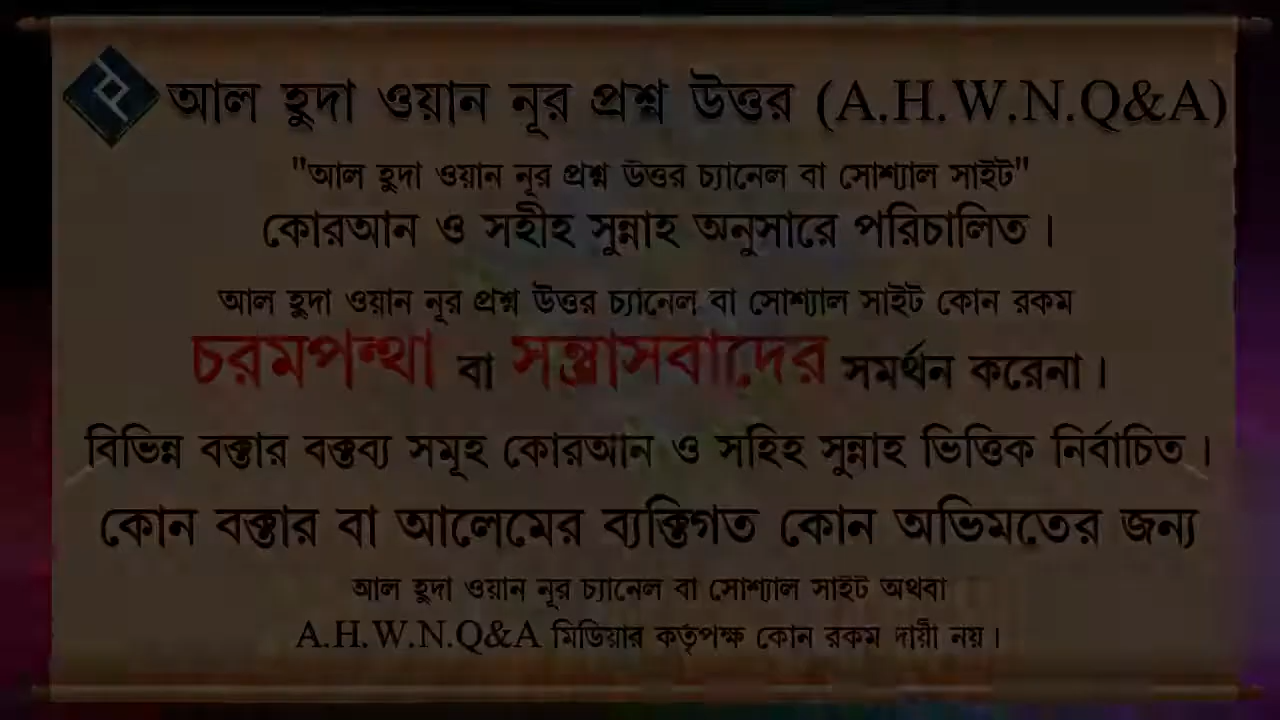 আল হুদা ওয়ান নূর প্রশ্ন উত্তর (A.H.W.N.Q&A)
"আল হুদা ওয়ান নূর প্রশ্ন উত্তর চ্যানেল বা সোশ্যাল সাইট"
কোরআন ও সহীহ সুন্নাহ অনুসারে পরিচালিত ।
আল হুদা ওয়ান নূর প্রশ্ন উত্তর চ্যানেল বা সোশ্যাল সাইট কোন রকম
চরমপন্থা বা সন্ত্রাসবাদের সমর্থন করেনা ।
বিভিন্ন বক্তার বক্তব্য সমূহ কোরআন ও সহিহ সুন্নাহ ভিত্তিক নির্বাচিত ।
কোন বক্তার বা আলেমের ব্যক্তিগত কোন অভিমতের জন্য
আল হুদা ওয়ান নূর চ্যানেল বা সোশ্যাল সাইট অথবা
A.H.W.N.Q&A মিডিয়ার কর্তৃপক্ষ কোন রকম দায়ী নয় ।